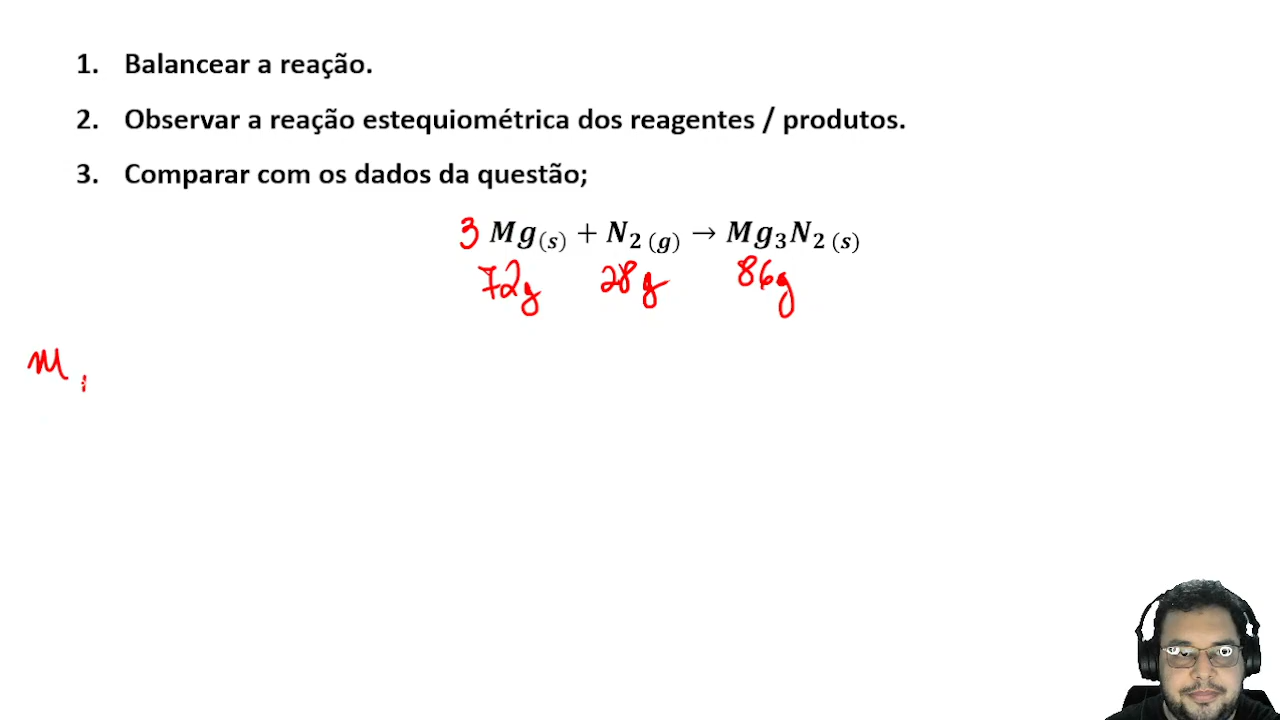 1. Balancear a reação.
2. Observar a reação estequiométrica dos reagentes / produtos.
3. Comparar com os dados da questão;
3 Mg(s) + N₂ (g) → Mg₃N₂ (s)
72g 28g 86g
m